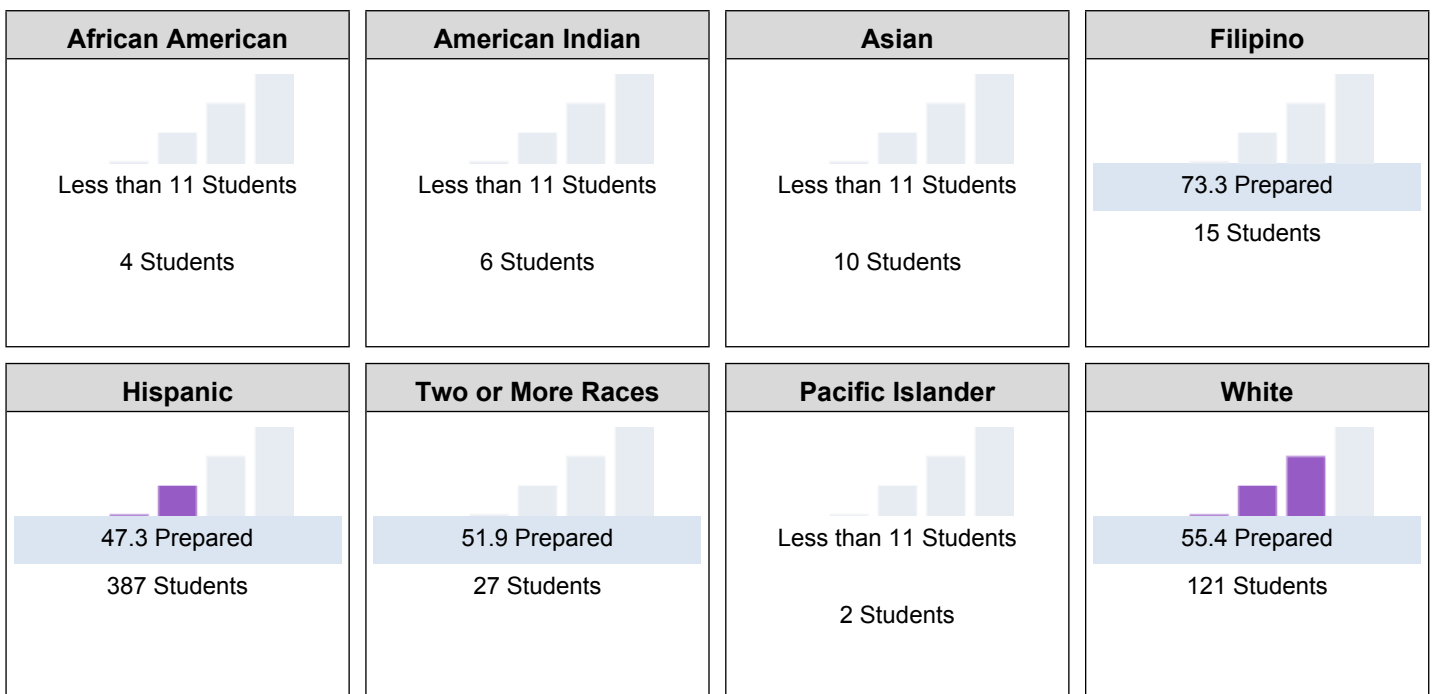 African American
Less than 11 Students
4 Students
American Indian
Less than 11 Students
6 Students
Asian
Less than 11 Students
10 Students
Filipino
73.3 Prepared
15 Students
Hispanic
47.3 Prepared
387 Students
Two or More Races
51.9 Prepared
27 Students
Pacific Islander
Less than 11 Students
2 Students
White
55.4 Prepared
121 Students